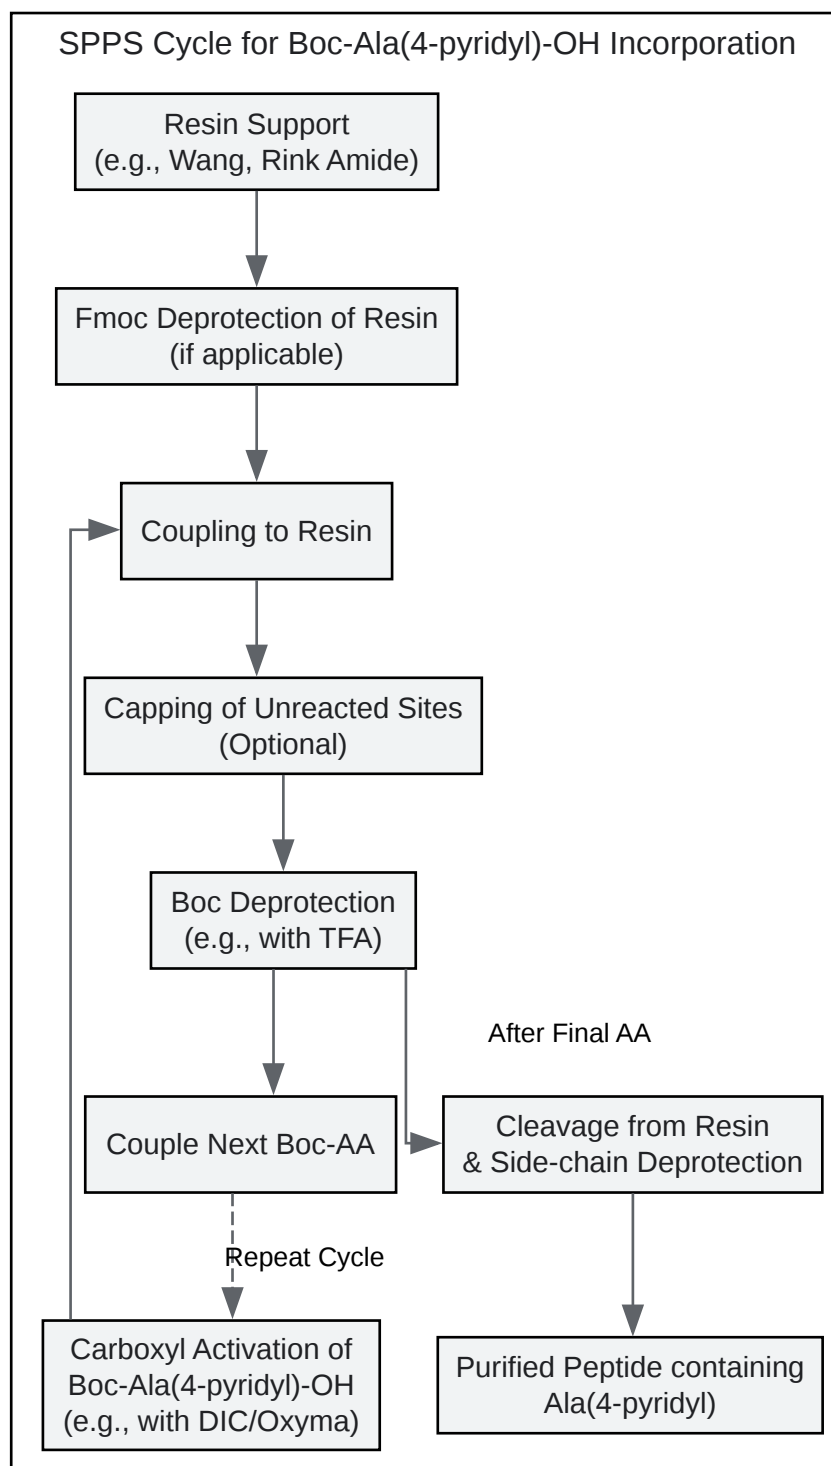 SPPS Cycle for Boc-Ala(4-pyridyl)-OH Incorporation
Resin Support
(e.g., Wang, Rink Amide)
Fmoc Deprotection of Resin
(if applicable)
Coupling to Resin
Capping of Unreacted Sites
(Optional)
Boc Deprotection
(e.g., with TFA)
After Final AA
Couple Next Boc-AA
Cleavage from Resin
& Side-chain Deprotection
Repeat Cycle
Carboxyl Activation of
Boc-Ala(4-pyridyl)-OH
(e.g., with DIC/Oxyma)
Purified Peptide containing
Ala(4-pyridyl)